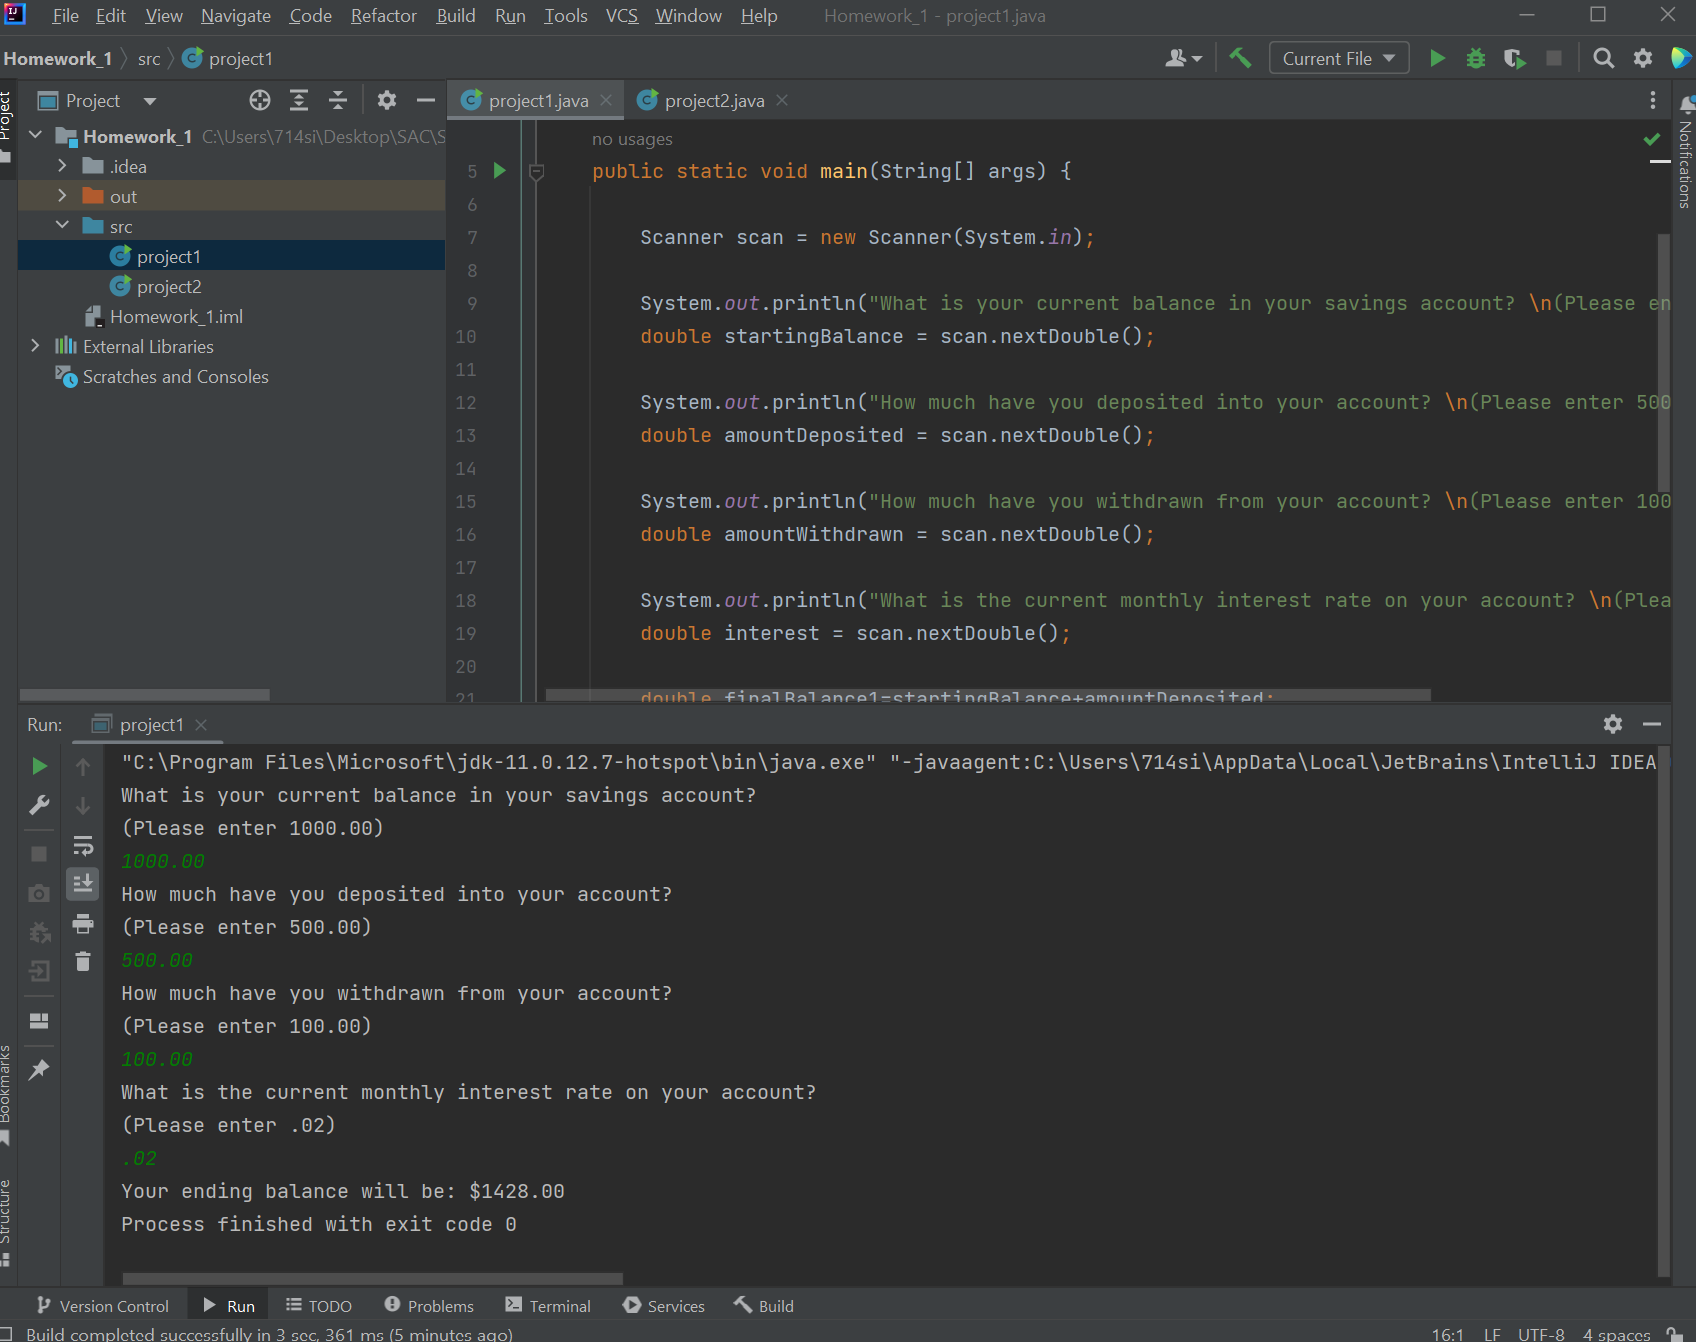 File Edit View Navigate Code Refactor Build Run Tools VCS Window Help Homework_1 - project1.java
Homework_1 src project1 Current File
Project project1.java project2.java
Project
Homework_1 C:\Users\714si\Desktop\SAC\S
.idea
out
src
project1
project2
Homework_1.iml
External Libraries
Scratches and Consoles
no usages
5 public static void main(String[] args) {
6
7 Scanner scan = new Scanner(System.in);
8
9 System.out.println("What is your current balance in your savings account? \n(Please en
10 double startingBalance = scan.nextDouble();
11
12 System.out.println("How much have you deposited into your account? \n(Please enter 500
13 double amountDeposited = scan.nextDouble();
14
15 System.out.println("How much have you withdrawn from your account? \n(Please enter 100
16 double amountWithdrawn = scan.nextDouble();
17
18 System.out.println("What is the current monthly interest rate on your account? \n(Plea
19 double interest = scan.nextDouble();
20
21 double finalBalance1=startingBalance+amountDeposited;
Notifications
Run: project1
"C:\Program Files\Microsoft\jdk-11.0.12.7-hotspot\bin\java.exe" "-javaagent:C:\Users\714si\AppData\Local\JetBrains\IntelliJ IDEA
What is your current balance in your savings account?
(Please enter 1000.00)
1000.00
How much have you deposited into your account?
(Please enter 500.00)
500.00
How much have you withdrawn from your account?
(Please enter 100.00)
100.00
What is the current monthly interest rate on your account?
(Please enter .02)
.02
Your ending balance will be: $1428.00
Process finished with exit code 0
Bookmarks
Structure
Version Control Run TODO Problems Terminal Services Build
Build completed successfully in 3 sec, 361 ms (5 minutes ago) 16:1 LF UTF-8 4 spaces